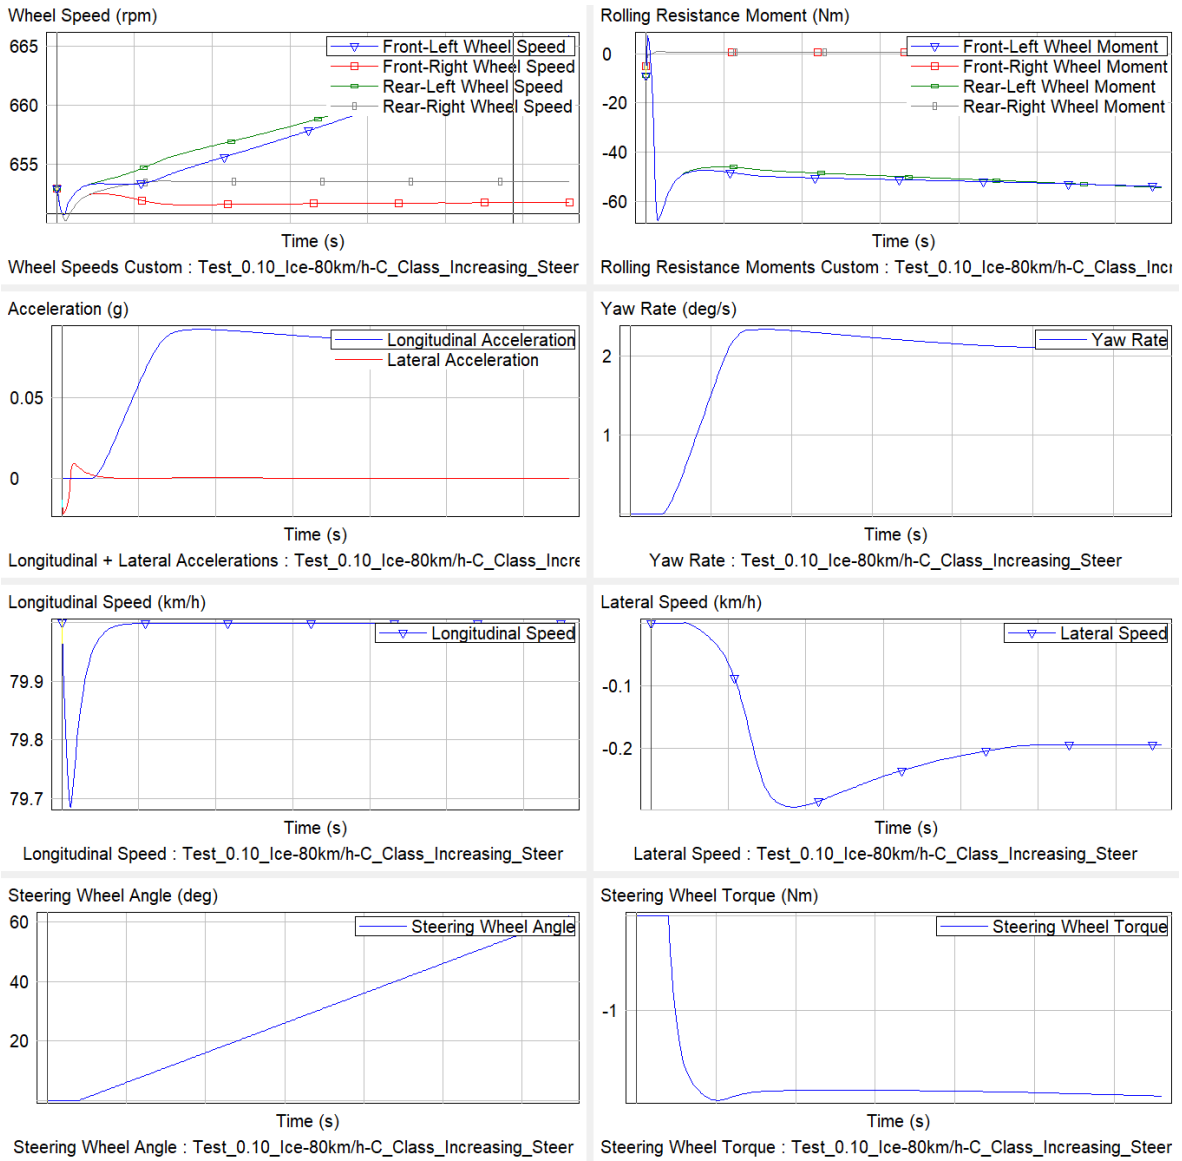 Wheel Speed (rpm)
665
660
655
650
Front-Left Wheel Speed
Front-Right Wheel Speed
Rear-Left Wheel Speed
Rear-Right Wheel Speed
Time (s)
Wheel Speeds Custom : Test_0.10_Ice-80km/h-C_Class_Increasing_Steer
Rolling Resistance Moment (Nm)
0
-20
-40
-60
Front-Left Wheel Moment
Front-Right Wheel Moment
Rear-Left Wheel Moment
Rear-Right Wheel Moment
Time (s)
Rolling Resistance Moments Custom : Test_0.10_Ice-80km/h-C_Class_Incr
Acceleration (g)
0.05
0
Longitudinal Acceleration
Lateral Acceleration
Time (s)
Longitudinal + Lateral Accelerations : Test_0.10_Ice-80km/h-C_Class_Incre
Yaw Rate (deg/s)
2
1
Yaw Rate
Time (s)
Yaw Rate : Test_0.10_Ice-80km/h-C_Class_Increasing_Steer
Longitudinal Speed (km/h)
79.9
79.8
79.7
Longitudinal Speed
Time (s)
Longitudinal Speed : Test_0.10_Ice-80km/h-C_Class_Increasing_Steer
Lateral Speed (km/h)
-0.1
-0.2
Lateral Speed
Time (s)
Lateral Speed : Test_0.10_Ice-80km/h-C_Class_Increasing_Steer
Steering Wheel Angle (deg)
60
40
20
Steering Wheel Angle
Time (s)
Steering Wheel Angle : Test_0.10_Ice-80km/h-C_Class_Increasing_Steer
Steering Wheel Torque (Nm)
-1
Steering Wheel Torque
Time (s)
Steering Wheel Torque : Test_0.10_Ice-80km/h-C_Class_Increasing_Steer